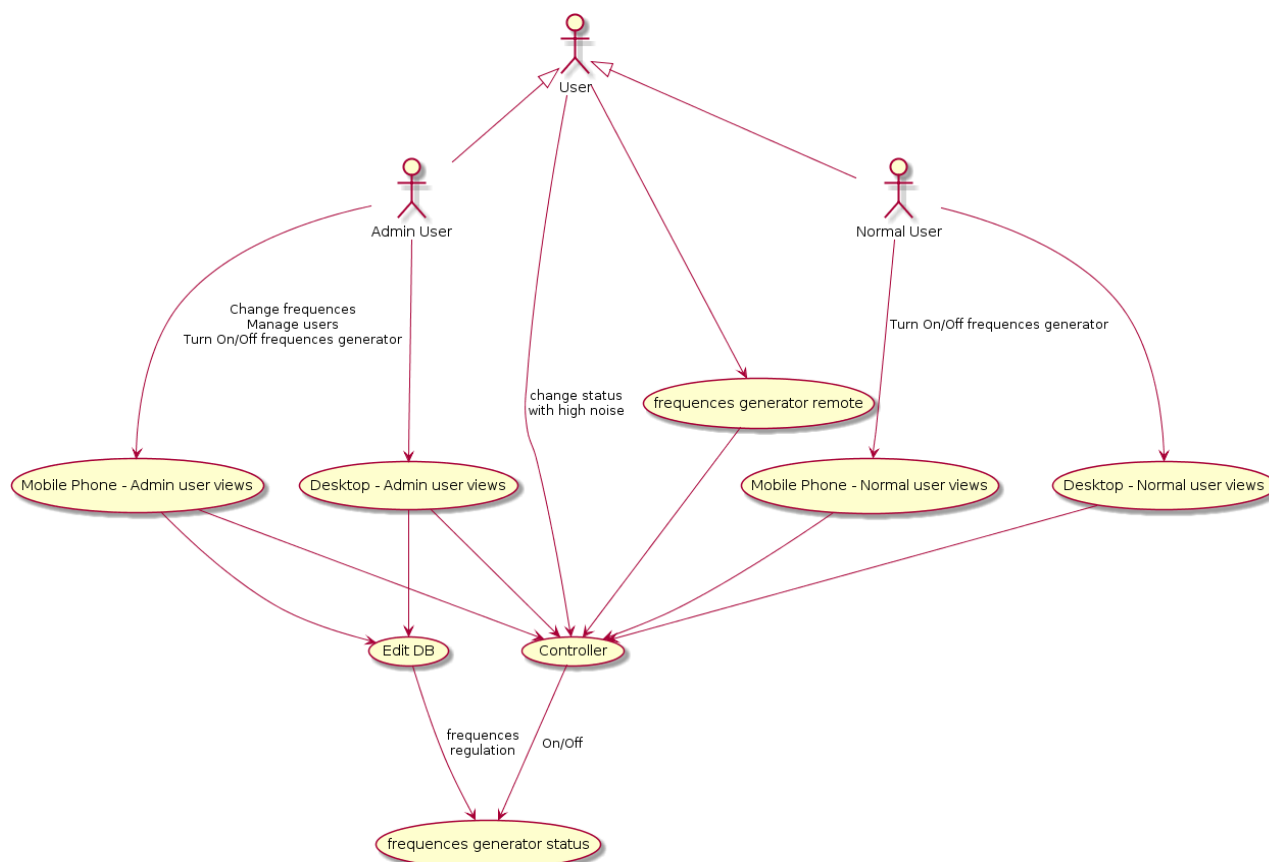 User
Admin User
Normal User
Change frequences
Manage users
Turn On/Off frequences generator
Turn On/Off frequences generator
change status
with high noise
frequences generator remote
Mobile Phone - Admin user views
Desktop - Admin user views
Mobile Phone - Normal user views
Desktop - Normal user views
Edit DB
Controller
frequences
regulation
On/Off
frequences generator status